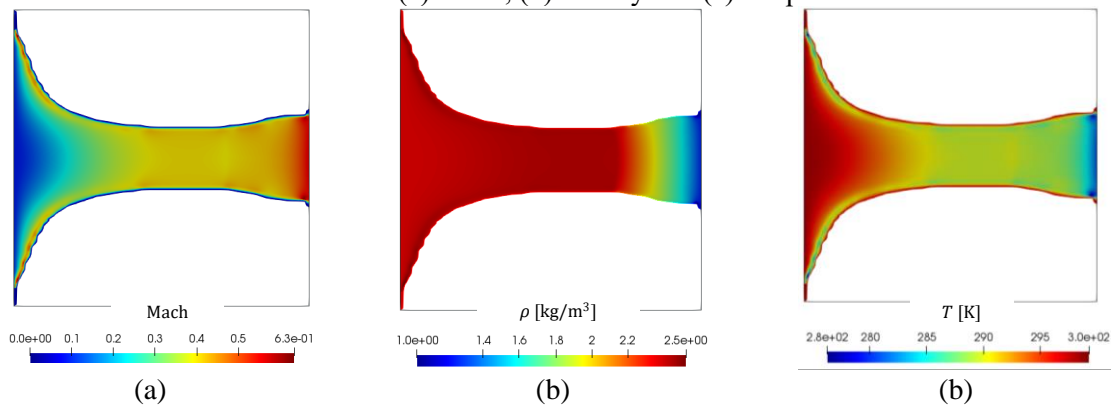 Mach
ρ [kg/m³]
T [K]
0.0e+00 0.1 0.2 0.3 0.4 0.5 6.3e-01
1.0e+00 1.4 1.6 1.8 2 2.2 2.5e+00
2.8e+02 280 285 290 295 3.0e+02
(a)
(b)
(b)